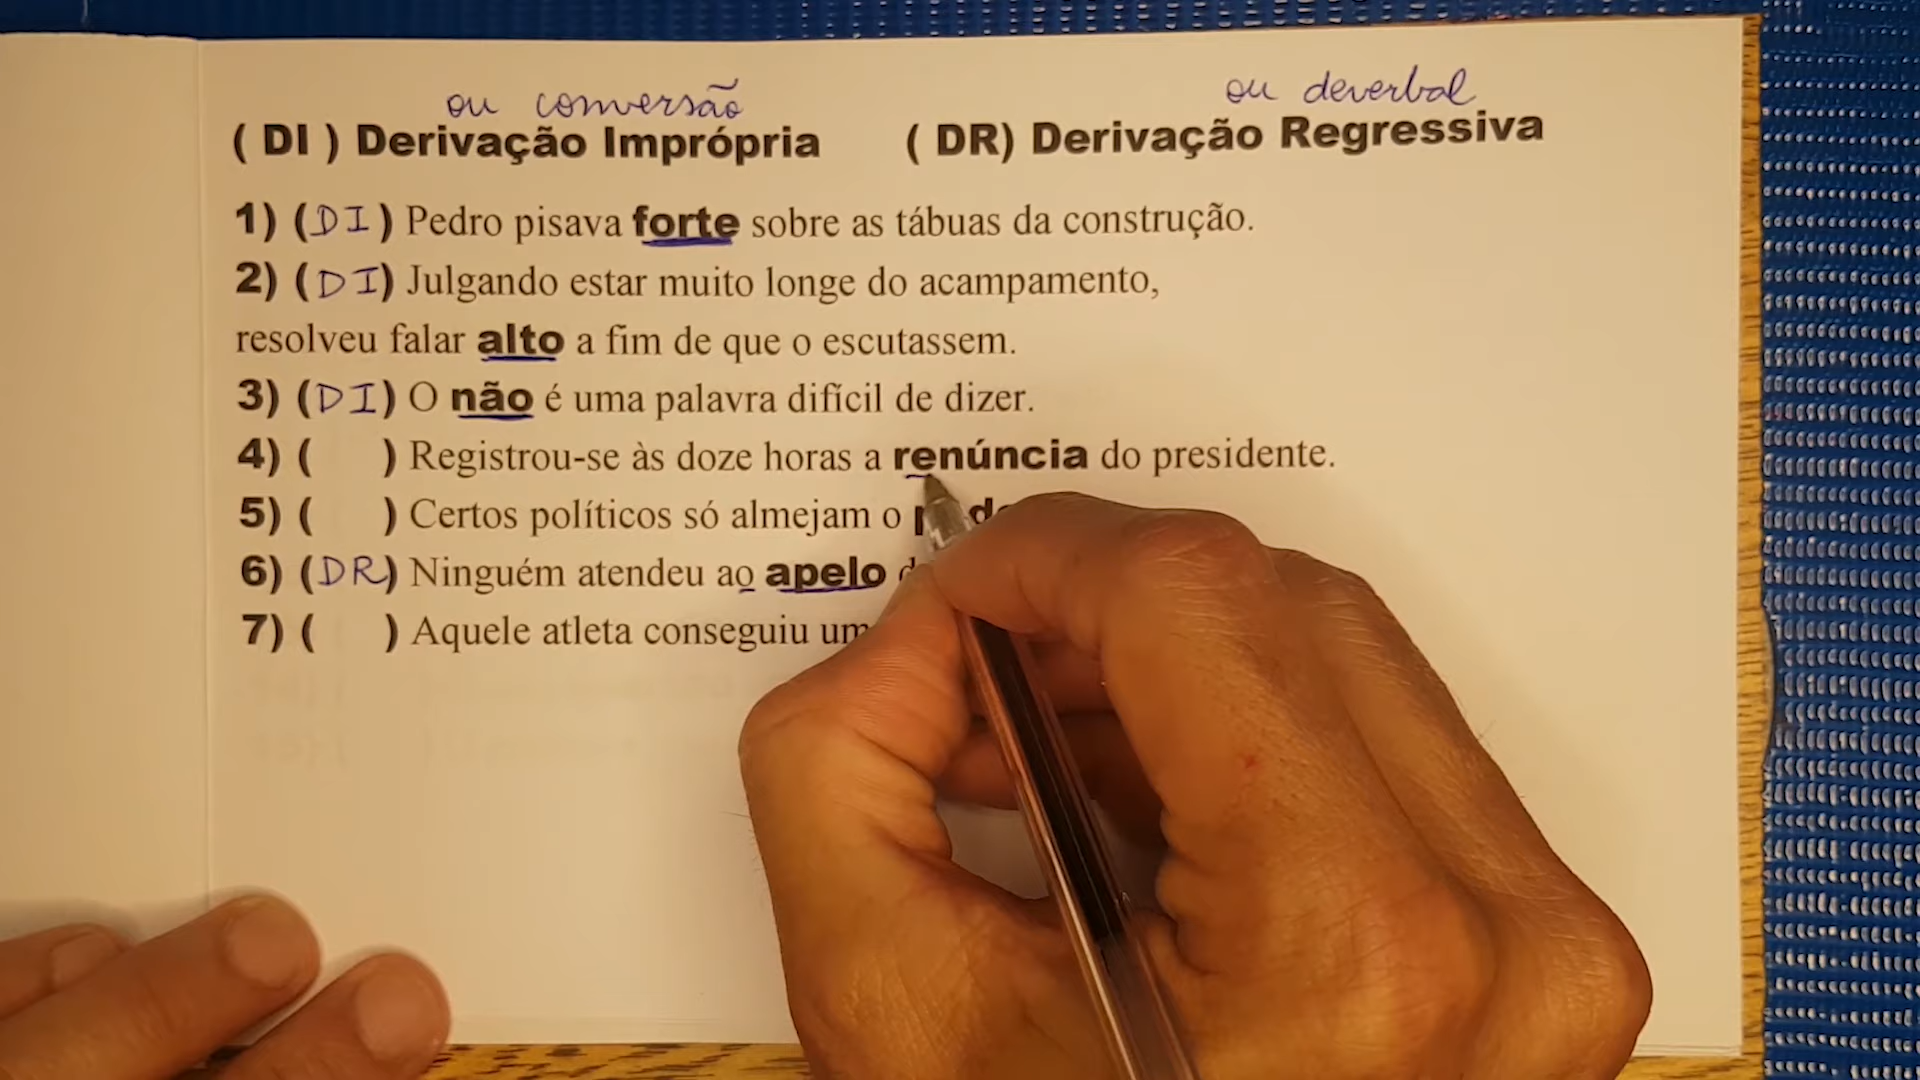 ou conversão ou deverbal
( DI ) Derivação Imprópria ( DR) Derivação Regressiva
1) (DI) Pedro pisava forte sobre as tábuas da construção.
2) (DI) Julgando estar muito longe do acampamento,
resolveu falar alto a fim de que o escutassem.
3) (DI) O não é uma palavra difícil de dizer.
4) ( ) Registrou-se às doze horas a renúncia do presidente.
5) ( ) Certos políticos só almejam o
6) (DR) Ninguém atendeu ao apelo
7) ( ) Aquele atleta conseguiu